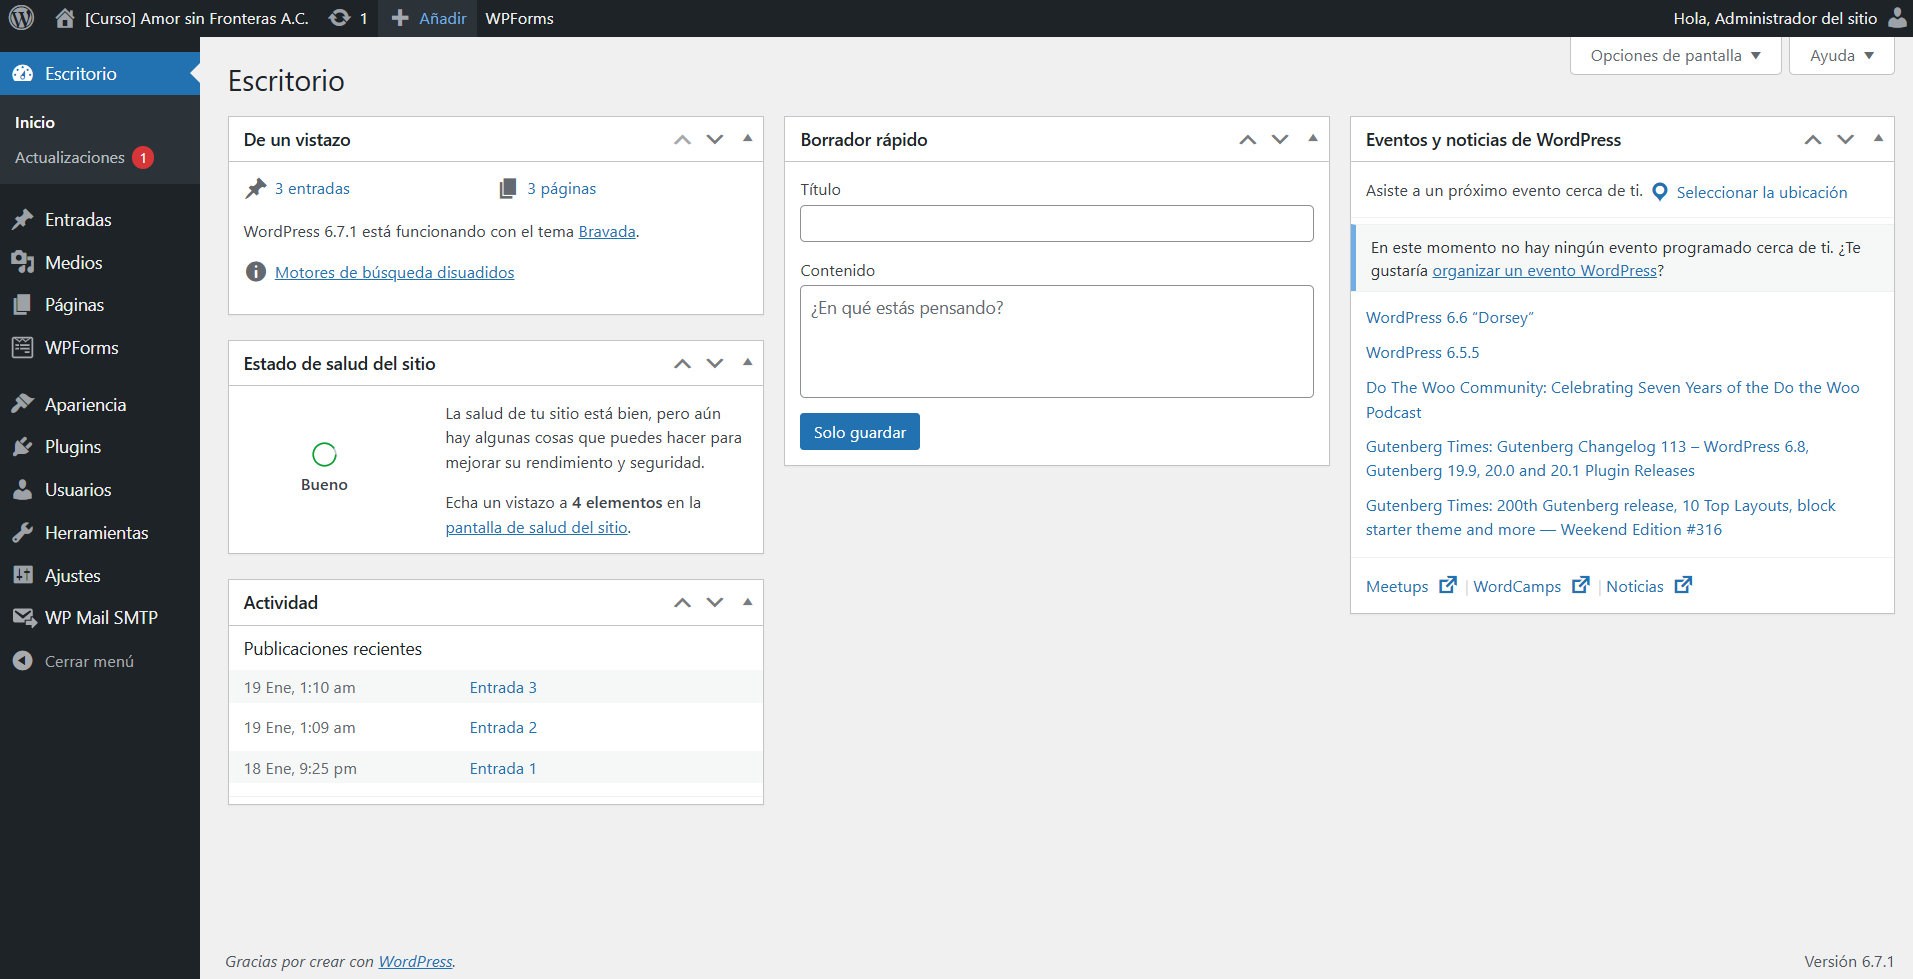 [Curso] Amor sin Fronteras A.C. 1 Añadir WPForms Hola, Administrador del sitio
Opciones de pantalla Ayuda
Escritorio
Inicio
Actualizaciones 1
Entradas
Medios
Páginas
WPForms
Apariencia
Plugins
Usuarios
Herramientas
Ajustes
WP Mail SMTP
Cerrar menú
Escritorio
De un vistazo
3 entradas 3 páginas
WordPress 6.7.1 está funcionando con el tema Bravada.
Motores de búsqueda disuadidos
Estado de salud del sitio
Bueno
La salud de tu sitio está bien, pero aún
hay algunas cosas que puedes hacer para
mejorar su rendimiento y seguridad.
Echa un vistazo a 4 elementos en la
pantalla de salud del sitio.
Actividad
Publicaciones recientes
19 Ene, 1:10 am Entrada 3
19 Ene, 1:09 am Entrada 2
18 Ene, 9:25 pm Entrada 1
Borrador rápido
Título
Contenido
¿En qué estás pensando?
Solo guardar
Eventos y noticias de WordPress
Asiste a un próximo evento cerca de ti. Seleccionar la ubicación
En este momento no hay ningún evento programado cerca de ti. ¿Te
gustaría organizar un evento WordPress?
WordPress 6.6 “Dorsey”
WordPress 6.5.5
Do The Woo Community: Celebrating Seven Years of the Do the Woo
Podcast
Gutenberg Times: Gutenberg Changelog 113 – WordPress 6.8,
Gutenberg 19.9, 20.0 and 20.1 Plugin Releases
Gutenberg Times: 200th Gutenberg release, 10 Top Layouts, block
starter theme and more — Weekend Edition #316
Meetups | WordCamps | Noticias
Gracias por crear con WordPress.
Versión 6.7.1